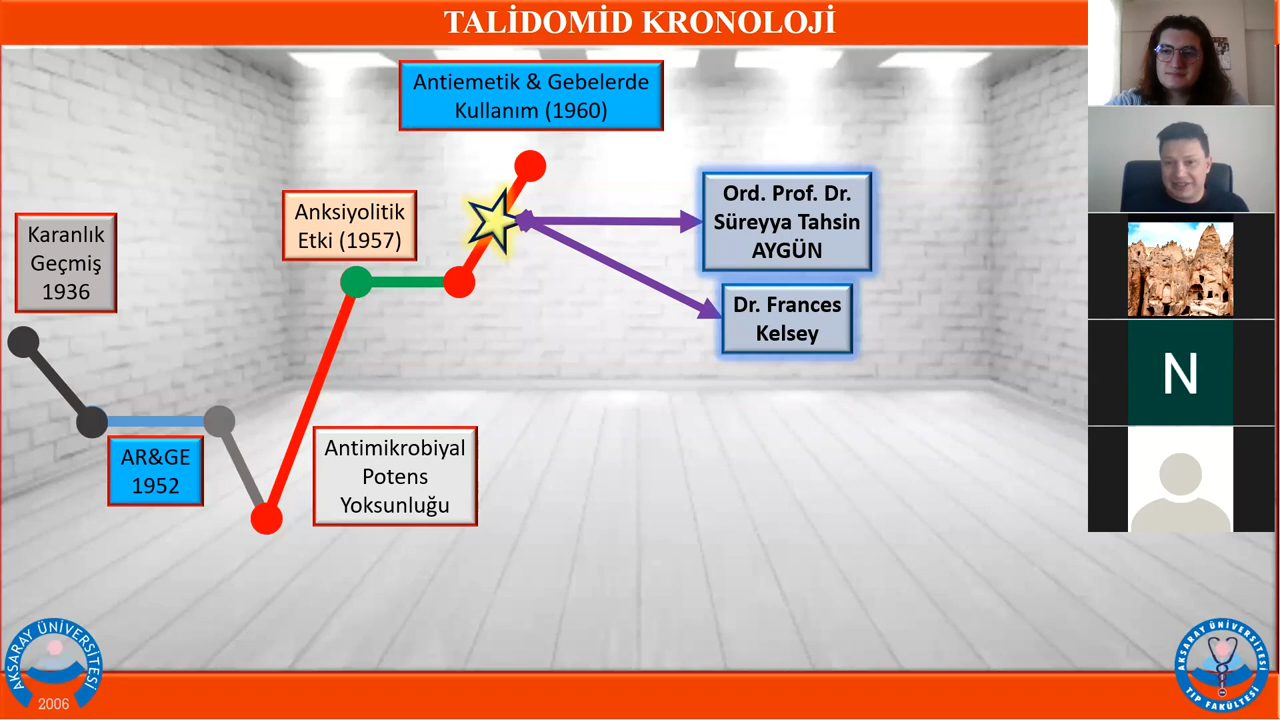 TALİDOMİD KRONOLOJİ
Antiemetik & Gebelerde
Kullanım (1960)
Anksiyolitik
Etki (1957)
Ord. Prof. Dr.
Süreyya Tahsin
AYGÜN
Dr. Frances
Kelsey
Karanlık
Geçmiş
1936
AR&GE
1952
Antimikrobiyal
Potens
Yoksunluğu
N
AKSARAY ÜNİVERSİTESİ
2006
AKSARAY ÜNİVERSİTESİ
TIP FAKÜLTESİ